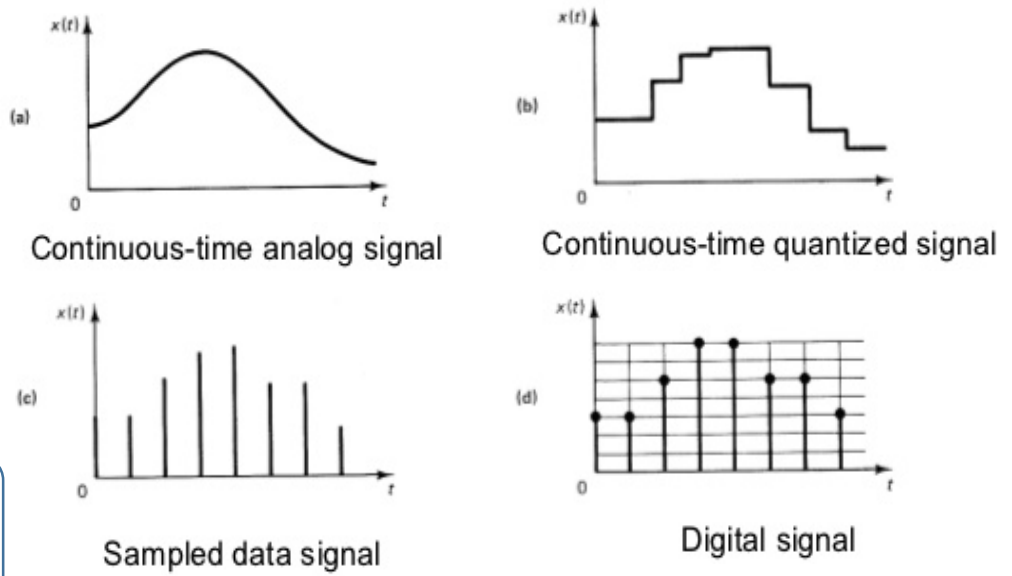 x(t)
(a)
0
t
Continuous-time analog signal
x(t)
(b)
0
t
Continuous-time quantized signal
x(t)
(c)
0
t
Sampled data signal
x(t)
(d)
0
t
Digital signal